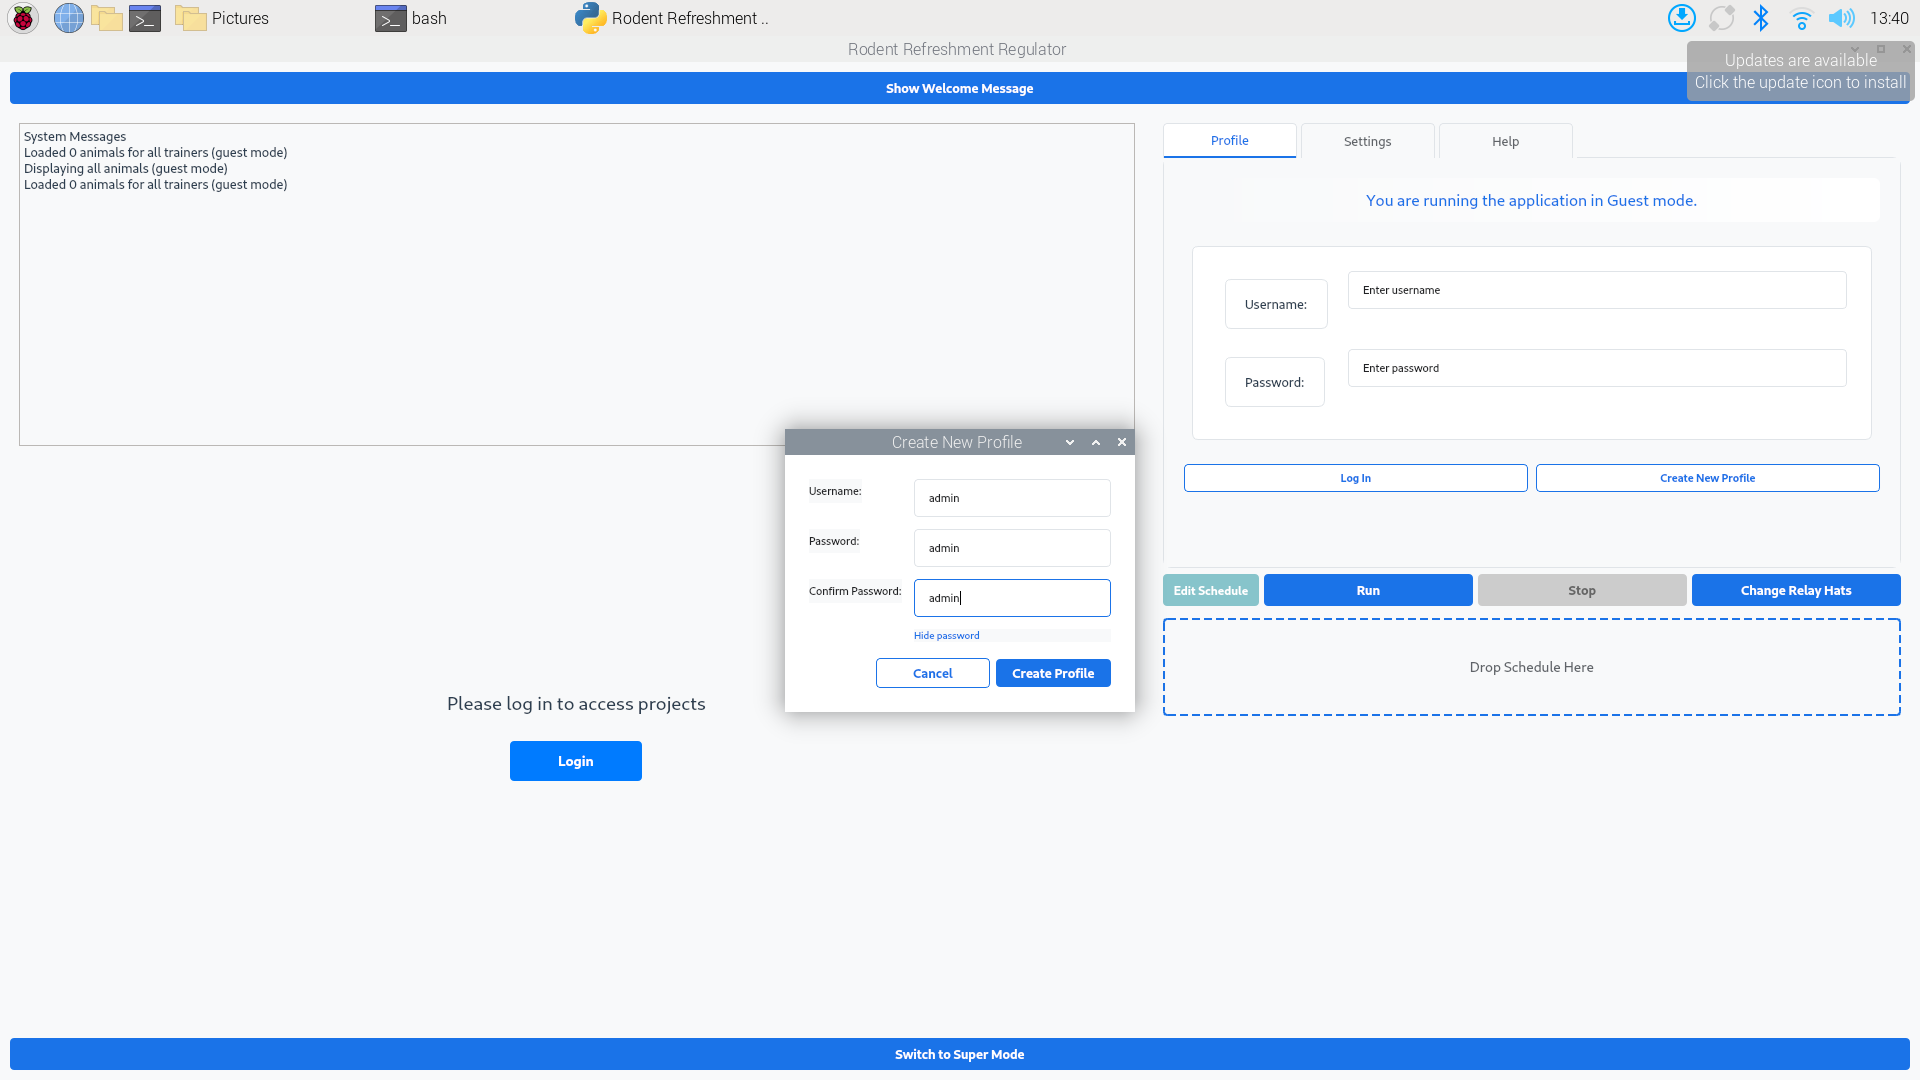 Pictures
bash
Rodent Refreshment ..
13:40
Rodent Refreshment Regulator
Updates are available
Click the update icon to install
Show Welcome Message
System Messages
Loaded 0 animals for all trainers (guest mode)
Displaying all animals (guest mode)
Loaded 0 animals for all trainers (guest mode)
Profile
Settings
Help
You are running the application in Guest mode.
Username:
Enter username
Password:
Enter password
Log In
Create New Profile
Create New Profile
Username:
admin
Password:
admin
Confirm Password:
admin
Hide password
Cancel
Create Profile
Edit Schedule
Run
Stop
Change Relay Hats
Drop Schedule Here
Please log in to access projects
Login
Switch to Super Mode